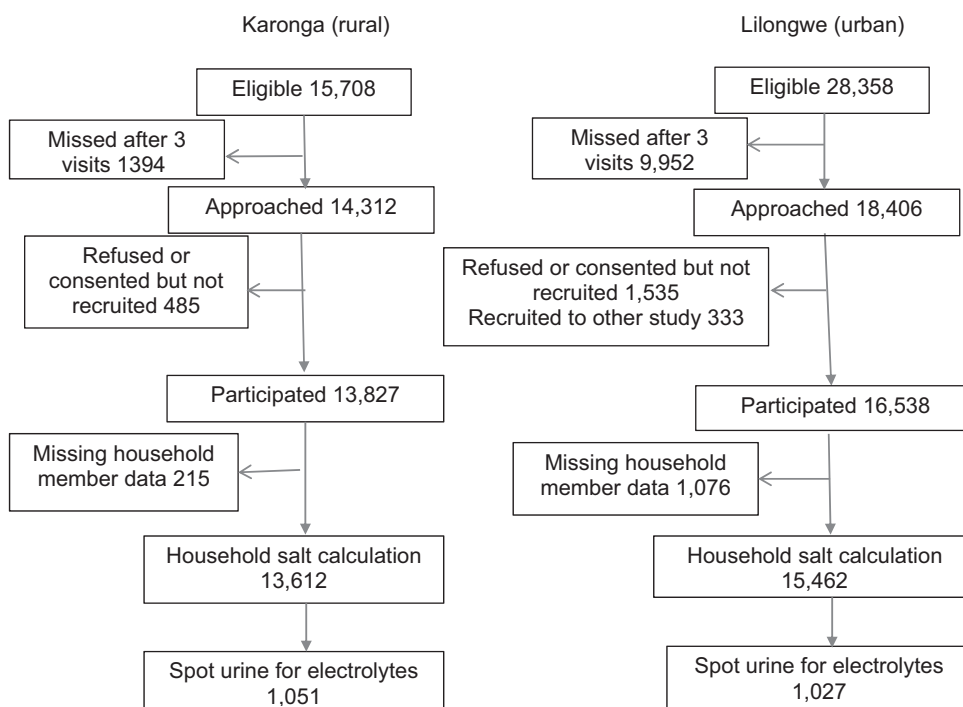 Karonga (rural)
Eligible 15,708
Missed after 3
visits 1394
Approached 14,312
Refused or
consented but not
recruited 485
Participated 13,827
Missing household
member data 215
Household salt calculation
13,612
Spot urine for electrolytes
1,051
Lilongwe (urban)
Eligible 28,358
Missed after 3
visits 9,952
Approached 18,406
Refused or consented but not
recruited 1,535
Recruited to other study 333
Participated 16,538
Missing household
member data 1,076
Household salt calculation
15,462
Spot urine for electrolytes
1,027